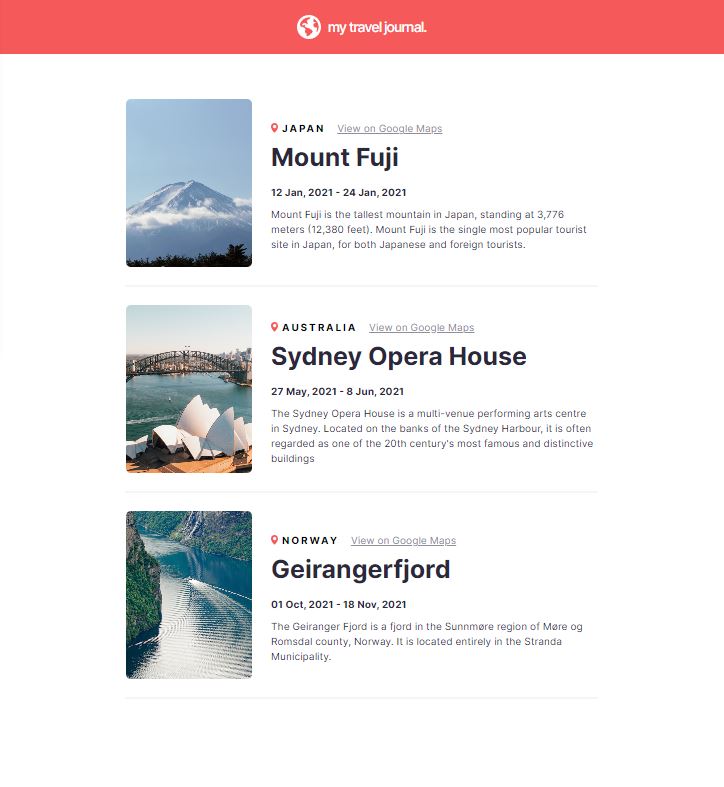 my travel journal.
JAPAN View on Google Maps
Mount Fuji
12 Jan, 2021 - 24 Jan, 2021
Mount Fuji is the tallest mountain in Japan, standing at 3,776
meters (12,380 feet). Mount Fuji is the single most popular tourist
site in Japan, for both Japanese and foreign tourists.
AUSTRALIA View on Google Maps
Sydney Opera House
27 May, 2021 - 8 Jun, 2021
The Sydney Opera House is a multi-venue performing arts centre
in Sydney. Located on the banks of the Sydney Harbour, it is often
regarded as one of the 20th century's most famous and distinctive
buildings
NORWAY View on Google Maps
Geirangerfjord
01 Oct, 2021 - 18 Nov, 2021
The Geiranger Fjord is a fjord in the Sunnmøre region of Møre og
Romsdal county, Norway. It is located entirely in the Stranda
Municipality.